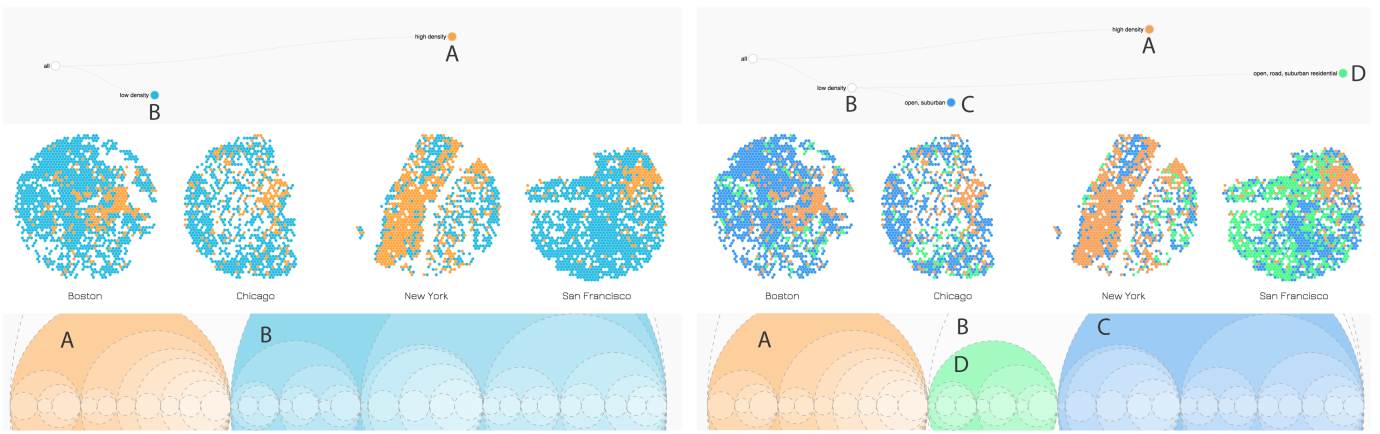 high density
A
all
low density
B
Boston
Chicago
New York
San Francisco
A
B
high density
A
all
open, road, suburban residential
D
low density
B
open, suburban
C
Boston
Chicago
New York
San Francisco
A
B
C
D